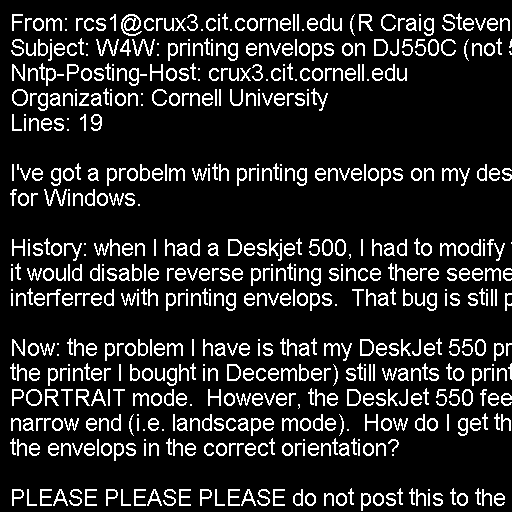 From: rcs1@crux3.cit.cornell.edu (R Craig Steven
Subject: W4W: printing envelops on DJ550C (not
Nntp-Posting-Host: crux3.cit.cornell.edu
Organization: Cornell University
Lines: 19

I've got a probelm with printing envelops on my des
for Windows.

History: when I had a Deskjet 500, I had to modify
it would disable reverse printing since there seeme
interferred with printing envelops.  That bug is still p

Now: the problem I have is that my DeskJet 550 pr
the printer I bought in December) still wants to prin
PORTRAIT mode.  However, the DeskJet 550 fee
narrow end (i.e. landscape mode).  How do I get th
the envelops in the correct orientation?

PLEASE PLEASE PLEASE do not post this to the